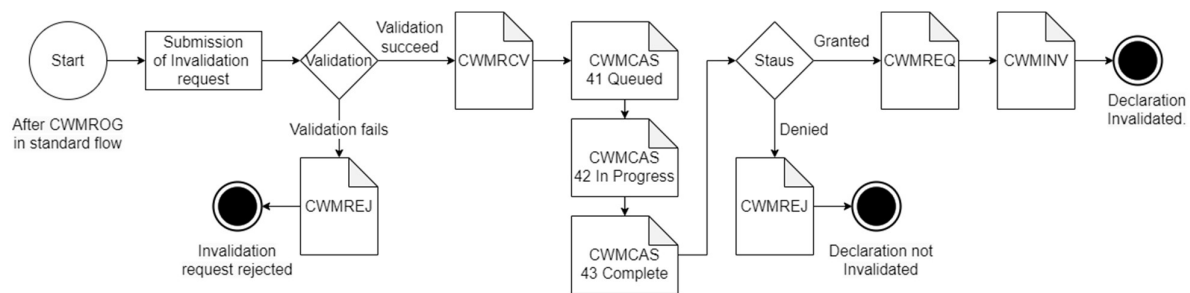 Start
After CWMROG
in standard flow
Submission
of Invalidation
request
Validation
Validation
succeed
Validation fails
CWMREJ
Invalidation
request rejected
CWMRCV
CWMCAS
41 Queued
CWMCAS
42 In Progress
CWMCAS
43 Complete
Staus
Granted
Denied
CWMREJ
Declaration not
Invalidated
CWMREQ
CWMINV
Declaration
Invalidated.